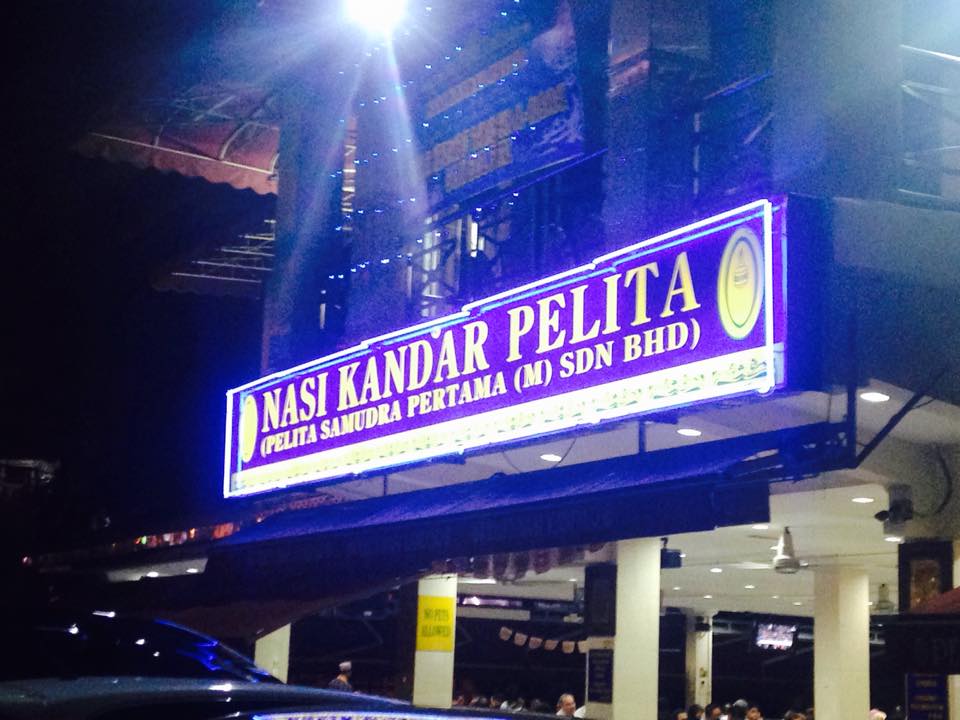 NASI KANDAR PELITA
(PELITA SAMUDRA PERTAMA (M) SDN BHD)
NO PETS
ALLOWED